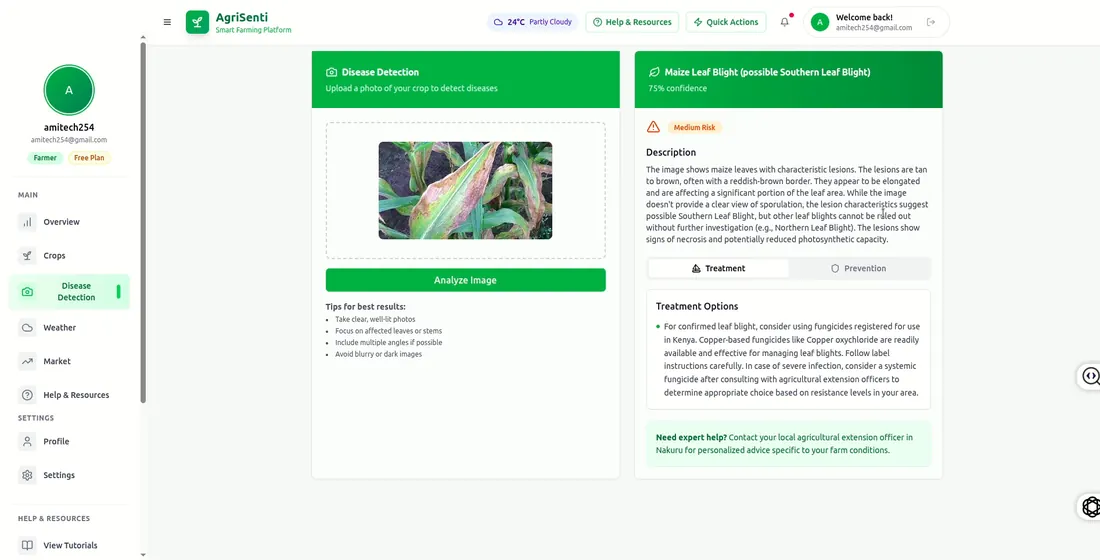 AgriSenti
Smart Farming Platform
24°C Partly Cloudy
Help & Resources
Quick Actions
A
Welcome back!
amitech254@gmail.com
A
amitech254
amitech254@gmail.com
Farmer
Free Plan
MAIN
Overview
Crops
Disease
Detection
Weather
Market
Help & Resources
SETTINGS
Profile
Settings
HELP & RESOURCES
View Tutorials
Disease Detection
Upload a photo of your crop to detect diseases
Analyze Image
Tips for best results:
Take clear, well-lit photos
Focus on affected leaves or stems
Include multiple angles if possible
Avoid blurry or dark images
Maize Leaf Blight (possible Southern Leaf Blight)
75% confidence
Medium Risk
Description
The image shows maize leaves with characteristic lesions. The lesions are tan
to brown, often with a reddish-brown border. They appear to be elongated
and are affecting a significant portion of the leaf area. While the image
doesn't provide a clear view of sporulation, the lesion characteristics suggest
possible Southern Leaf Blight, but other leaf blights cannot be ruled out
without further investigation (e.g., Northern Leaf Blight). The lesions show
signs of necrosis and potentially reduced photosynthetic capacity.
Treatment
Prevention
Treatment Options
For confirmed leaf blight, consider using fungicides registered for use
in Kenya. Copper-based fungicides like Copper oxychloride are readily
available and effective for managing leaf blights. Follow label
instructions carefully. In case of severe infection, consider a systemic
fungicide after consulting with agricultural extension officers to
determine appropriate choice based on resistance levels in your area.
Need expert help? Contact your local agricultural extension officer in
Nakuru for personalized advice specific to your farm conditions.